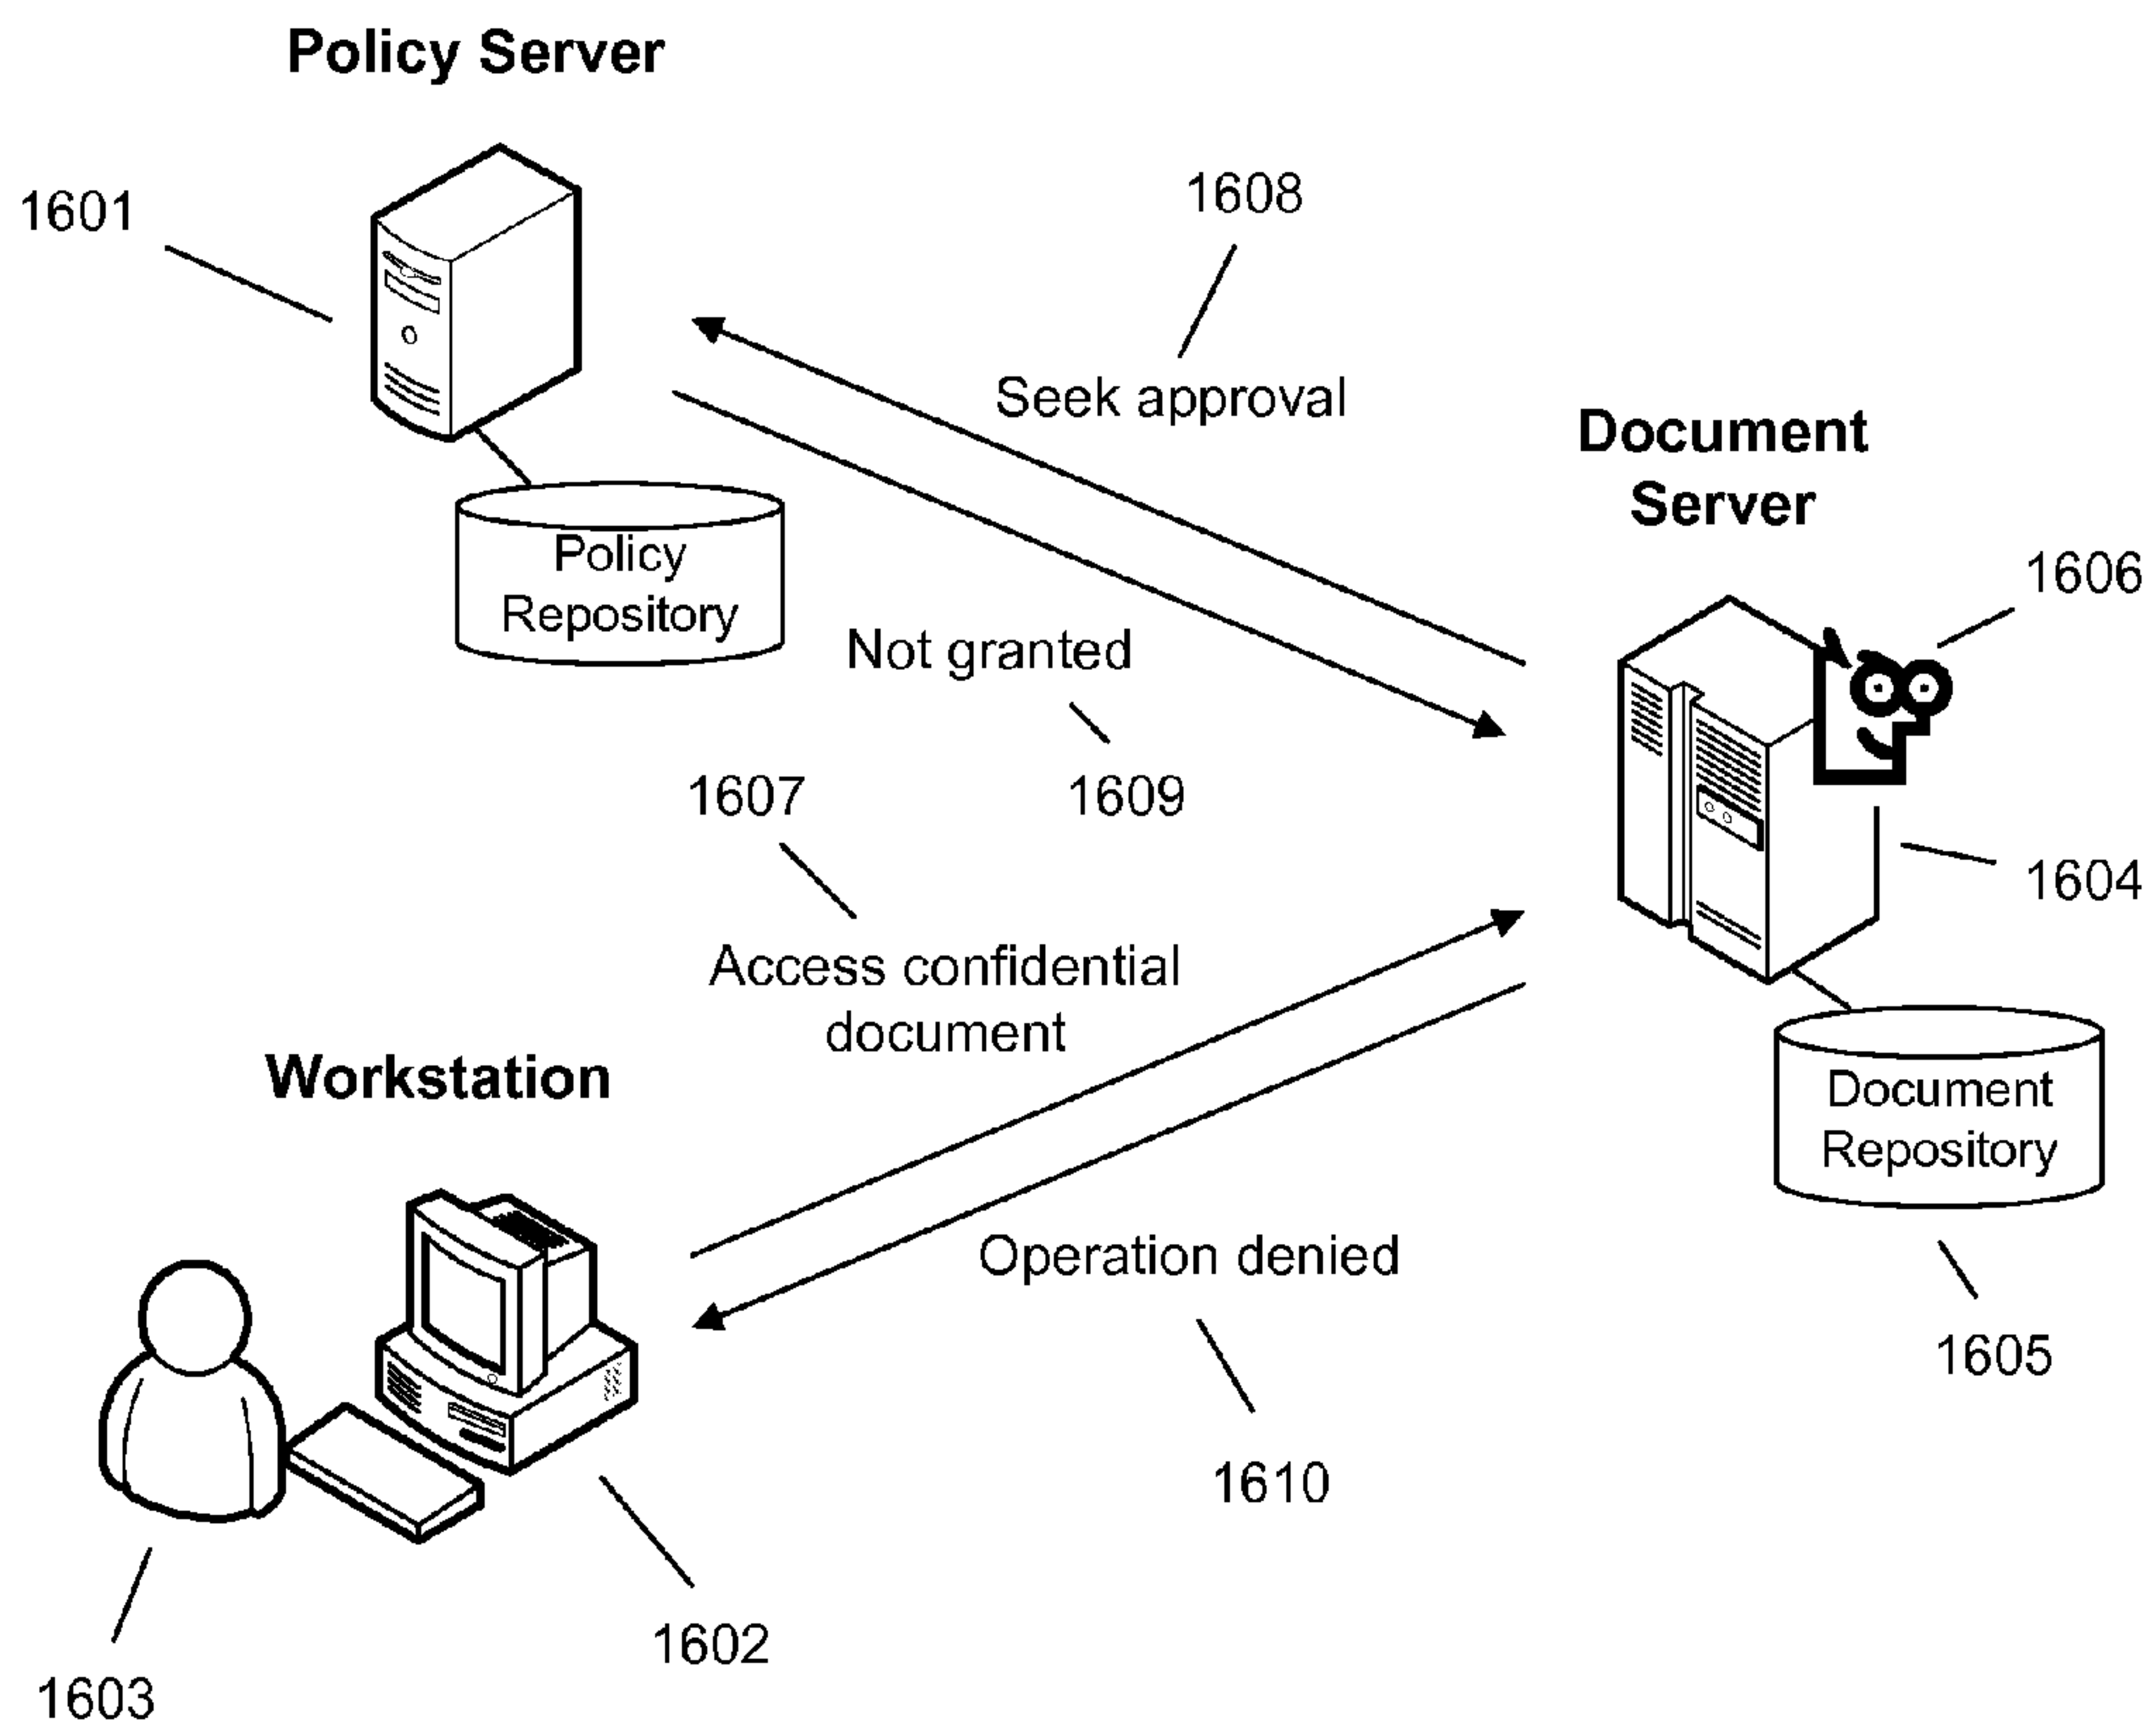 Policy Server
1601
1608
Seek approval
Document
Server
1606
Policy
Repository
Not granted
1607
1609
1604
Access confidential
document
Workstation
Document
Repository
Operation denied
1605
1610
1602
1603